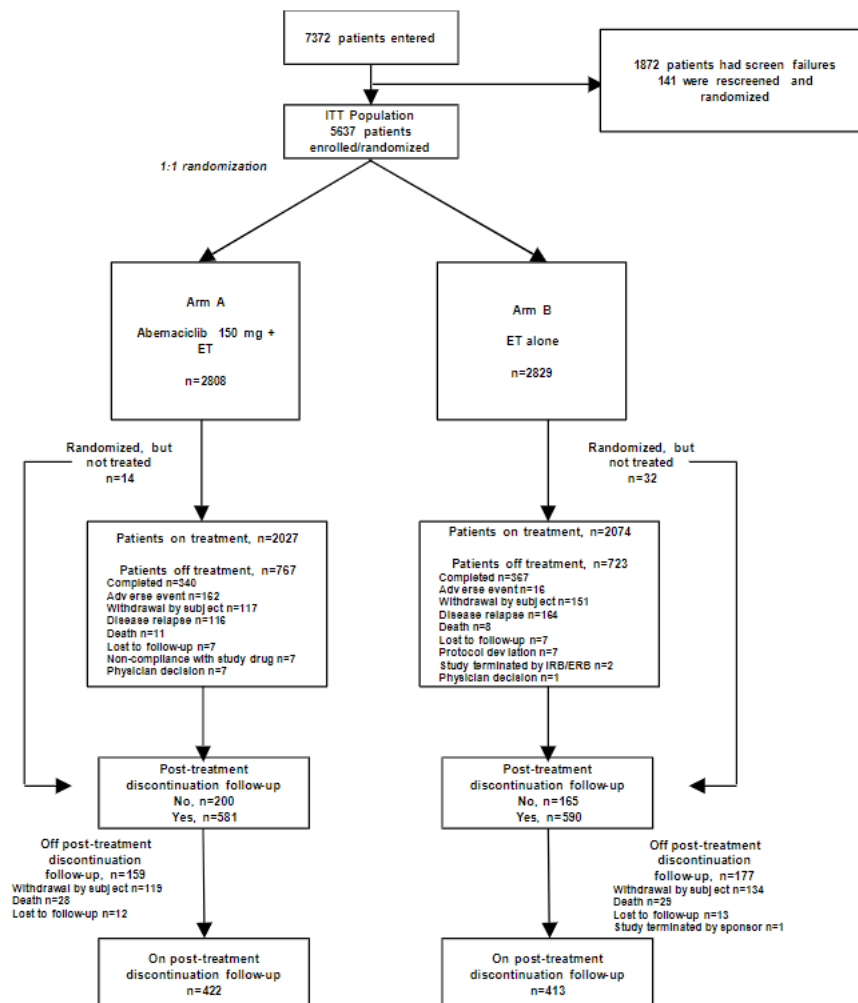 7372 patients entered
1872 patients had screen failures
141 were rescreened and
randomized
ITT Population
5637 patients
enrolled/randomized
1:1 randomization
Arm A
Abemaciclib 150 mg +
ET
n=2808
Arm B
ET alone
n=2829
Randomized, but
not treated
n=14
Randomized, but
not treated
n=32
Patients on treatment, n=2027
Patients off treatment, n=767
Completed n=340
Adverse event n=162
Withdrawal by subject n=117
Disease relapse n=116
Death n=11
Lost to follow-up n=7
Non-compliance with study drug n=7
Physician decision n=7
Patients on treatment, n=2074
Patients off treatment, n=723
Completed n=367
Adverse event n=16
Withdrawal by subject n=151
Disease relapse n=164
Death n=8
Lost to follow-up n=7
Protocol deviation n=7
Study terminated by IRB/ERB n=2
Physician decision n=1
Post-treatment
discontinuation follow-up
No, n=200
Yes, n=581
Post-treatment
discontinuation follow-up
No, n=165
Yes, n=590
Off post-treatment
discontinuation
follow-up, n=159
Withdrawal by subject n=119
Death n=28
Lost to follow-up n=12
Off post-treatment
discontinuation
follow-up, n=177
Withdrawal by subject n=134
Death n=29
Lost to follow-up n=13
Study terminated by sponsor n=1
On post-treatment
discontinuation follow-up
n=422
On post-treatment
discontinuation follow-up
n=413